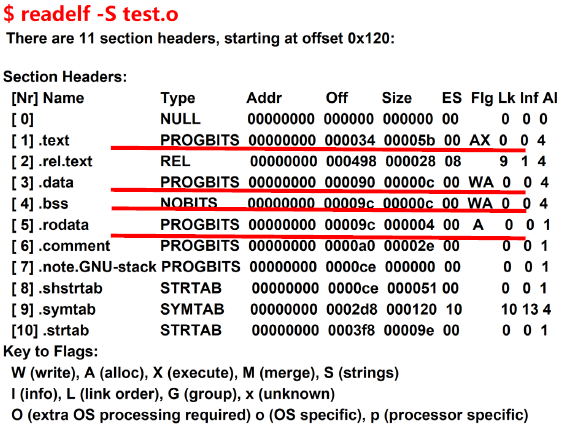 $ readelf -S test.o
There are 11 section headers, starting at offset 0x120:
Section Headers:
[Nr] Name Type Addr Off Size ES Flg Lk Inf Al
[ 0] NULL 00000000 000000 000000 00 0 0 0
[ 1] .text PROGBITS 00000000 000034 00005b 00 AX 0 0 4
[ 2] .rel.text REL 00000000 000498 000028 08 9 1 4
[ 3] .data PROGBITS 00000000 000090 00000c 00 WA 0 0 4
[ 4] .bss NOBITS 00000000 00009c 00000c 00 WA 0 0 4
[ 5] .rodata PROGBITS 00000000 00009c 000004 00 A 0 0 1
[ 6] .comment PROGBITS 00000000 0000a0 00002e 00 0 0 1
[ 7] .note.GNU-stack PROGBITS 00000000 0000ce 000000 00 0 0 1
[ 8] .shstrtab STRTAB 00000000 0000ce 000051 00 0 0 1
[ 9] .symtab SYMTAB 00000000 0002d8 000120 10 10 13 4
[10] .strtab STRTAB 00000000 0003f8 00009e 00 0 0 1
Key to Flags:
W (write), A (alloc), X (execute), M (merge), S (strings)
I (info), L (link order), G (group), x (unknown)
O (extra OS processing required) o (OS specific), p (processor specific)